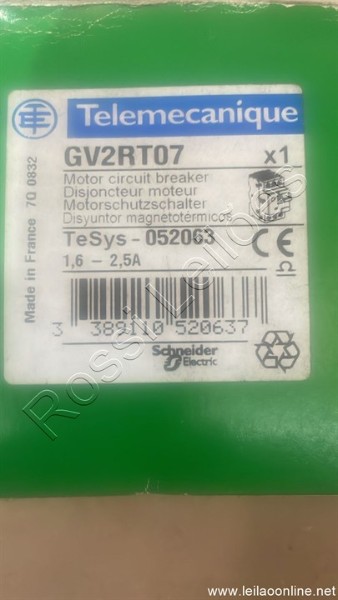 Telemecanique
GV2RT07 x1
Motor circuit breaker
Disjoncteur moteur
Motorschutzschalter
Disyuntor magnetotérmicos
TeSys - 052063
CE
1,6 – 2,5A
3 389110 520637
Schneider
Electric
Made in France 70 0832
Rossi Leilões
www.leilaoonline.net